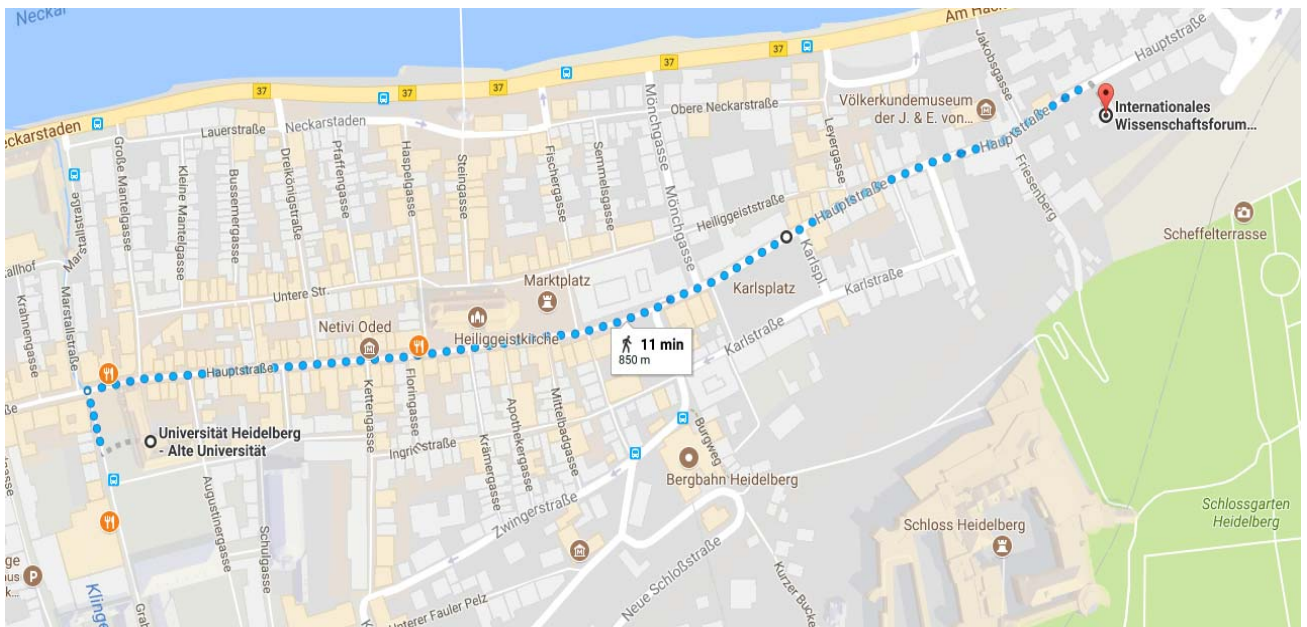 Neckar
Am Hack
37
37
37
37
37
Neckarstaden
Lauerstraße
Neckarstaden
Obere Neckarstraße
Jakobsgasse
Hauptstraße
Völkerkundemuseum
der J. & E. von...
Internationales
Wissenschaftsforum...
Große Mantelgasse
Kleine Mantelgasse
Bussemergasse
Dreikönigstraße
Pfaffengasse
Haspelgasse
Steingasse
Fischergasse
Semmelsgasse
Mönchgasse
Mönchgasse
Leyergasse
Hauptstraße
Hauptstraße
Friesenberg
Heiliggeiststraße
Scheffelterrasse
Marstallstraße
Marstallstraße
Krahnengasse
Untere Str.
Marktplatz
Karlspl.
Karlsplatz
Karlstraße
Karlstraße
Netivi Oded
Heiliggeistkirche
11 min
850 m
Hauptstraße
Universität Heidelberg
- Alte Universität
Kettengasse
Floringasse
Ingrimstraße
Krämergasse
Apothekergasse
Mittelbadgasse
Burgweg
Bergbahn Heidelberg
Augustinergasse
Schulgasse
Zwingerstraße
Schloss Heidelberg
Schlossgarten
Heidelberg
P
Klinge
Grab
Unterer Fauler Pelz
Neue Schloßstraße
Kurzer Bucke